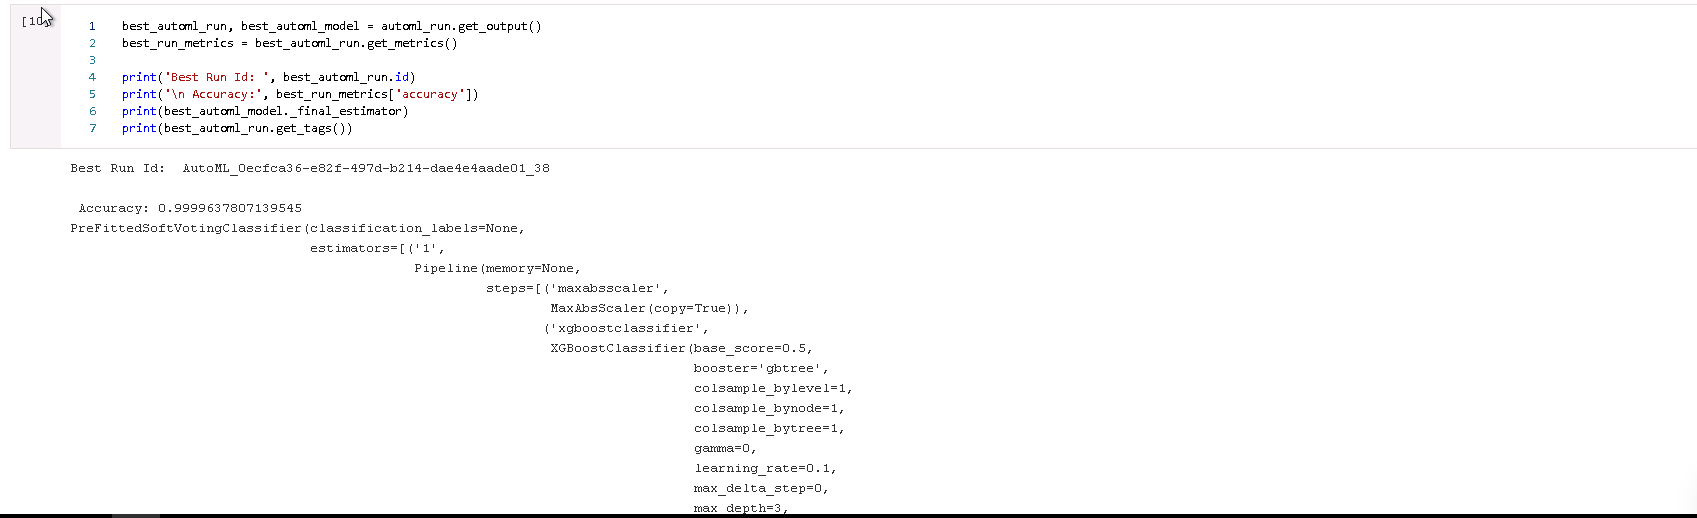 [10
1 best_automl_run, best_automl_model = automl_run.get_output()
2 best_run_metrics = best_automl_run.get_metrics()
3
4 print('Best Run Id: ', best_automl_run.id)
5 print('\n Accuracy:', best_run_metrics['accuracy'])
6 print(best_automl_model._final_estimator)
7 print(best_automl_run.get_tags())
Best Run Id:  AutoML_0ecfca36-e82f-497d-b214-dae4e4aade01_38
Accuracy: 0.9999637807139545
PreFittedSoftVotingClassifier(classification_labels=None,
estimators=[('1',
Pipeline(memory=None,
steps=[('maxabsscaler',
MaxAbsScaler(copy=True)),
('xgboostclassifier',
XGBoostClassifier(base_score=0.5,
booster='gbtree',
colsample_bylevel=1,
colsample_bynode=1,
colsample_bytree=1,
gamma=0,
learning_rate=0.1,
max_delta_step=0,
max_depth=3,